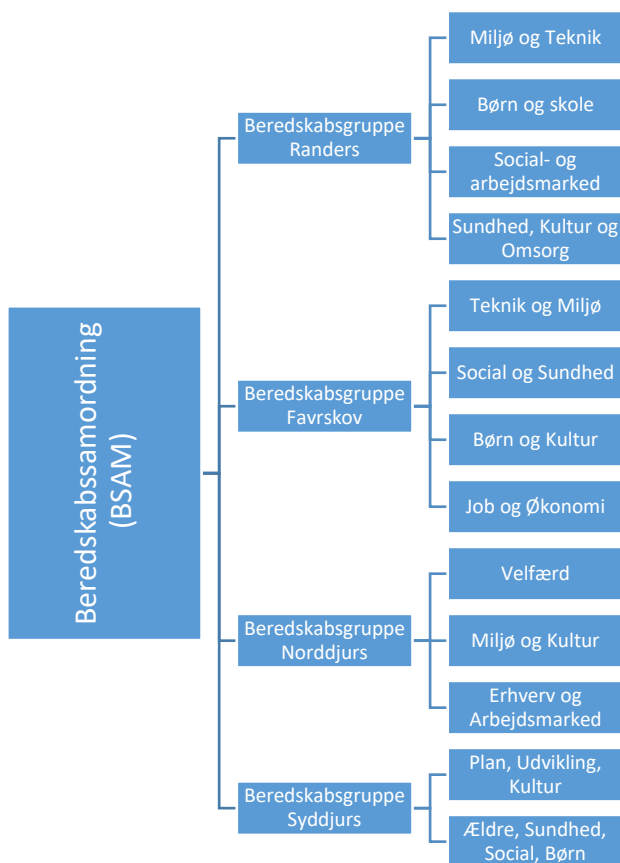 Beredskabssamordning
(BSAM)
Beredskabsgruppe
Randers
Miljø og Teknik
Børn og skole
Social- og
arbejdsmarked
Sundhed, Kultur og
Omsorg
Beredskabsgruppe
Favrskov
Teknik og Miljø
Social og Sundhed
Børn og Kultur
Job og Økonomi
Beredskabsgruppe
Norddjurs
Velfærd
Miljø og Kultur
Erhverv og
Arbejdsmarked
Beredskabsgruppe
Syddjurs
Plan, Udvikling,
Kultur
Ældre, Sundhed,
Social, Børn